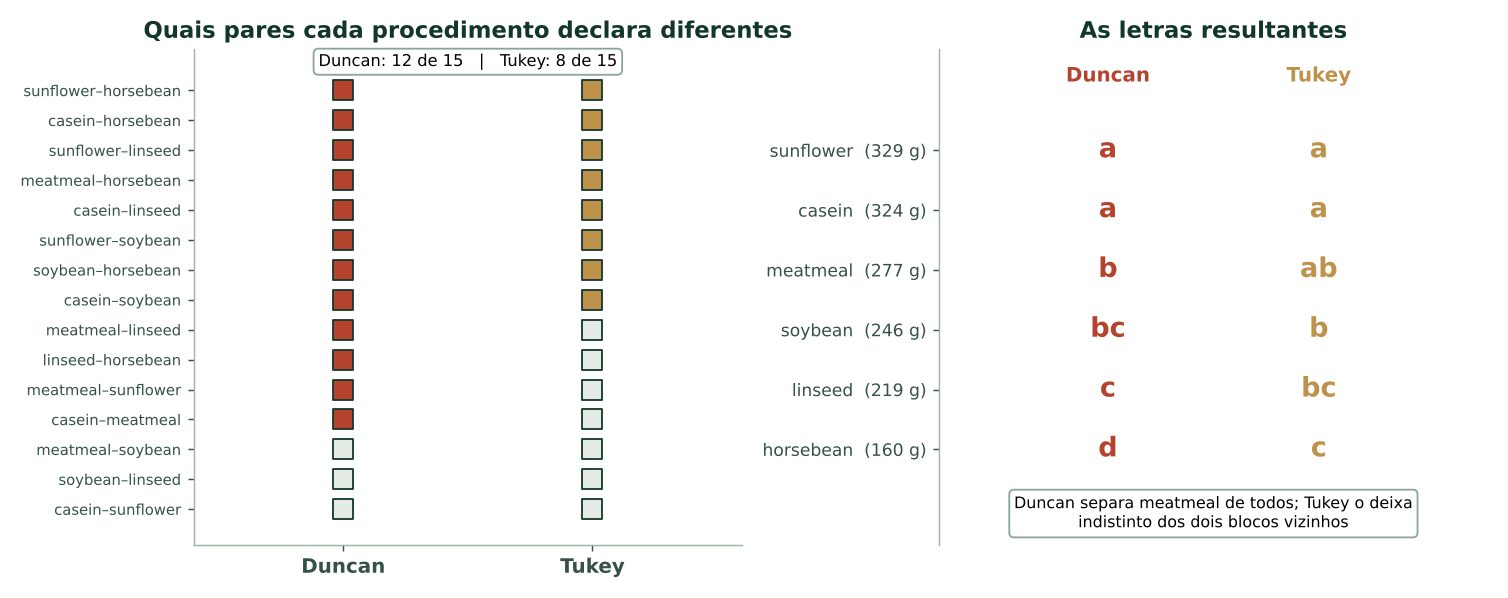 Quais pares cada procedimento declara diferentes
Duncan: 12 de 15   |   Tukey: 8 de 15
sunflower–horsebean
casein–horsebean
sunflower–linseed
meatmeal–horsebean
casein–linseed
sunflower–soybean
soybean–horsebean
casein–soybean
meatmeal–linseed
linseed–horsebean
meatmeal–sunflower
casein–meatmeal
meatmeal–soybean
soybean–linseed
casein–sunflower
Duncan Tukey
As letras resultantes
Duncan Tukey
sunflower (329 g) a a
casein (324 g) a a
meatmeal (277 g) b ab
soybean (246 g) bc b
linseed (219 g) c bc
horsebean (160 g) d c
Duncan separa meatmeal de todos; Tukey o deixa
indistinto dos dois blocos vizinhos